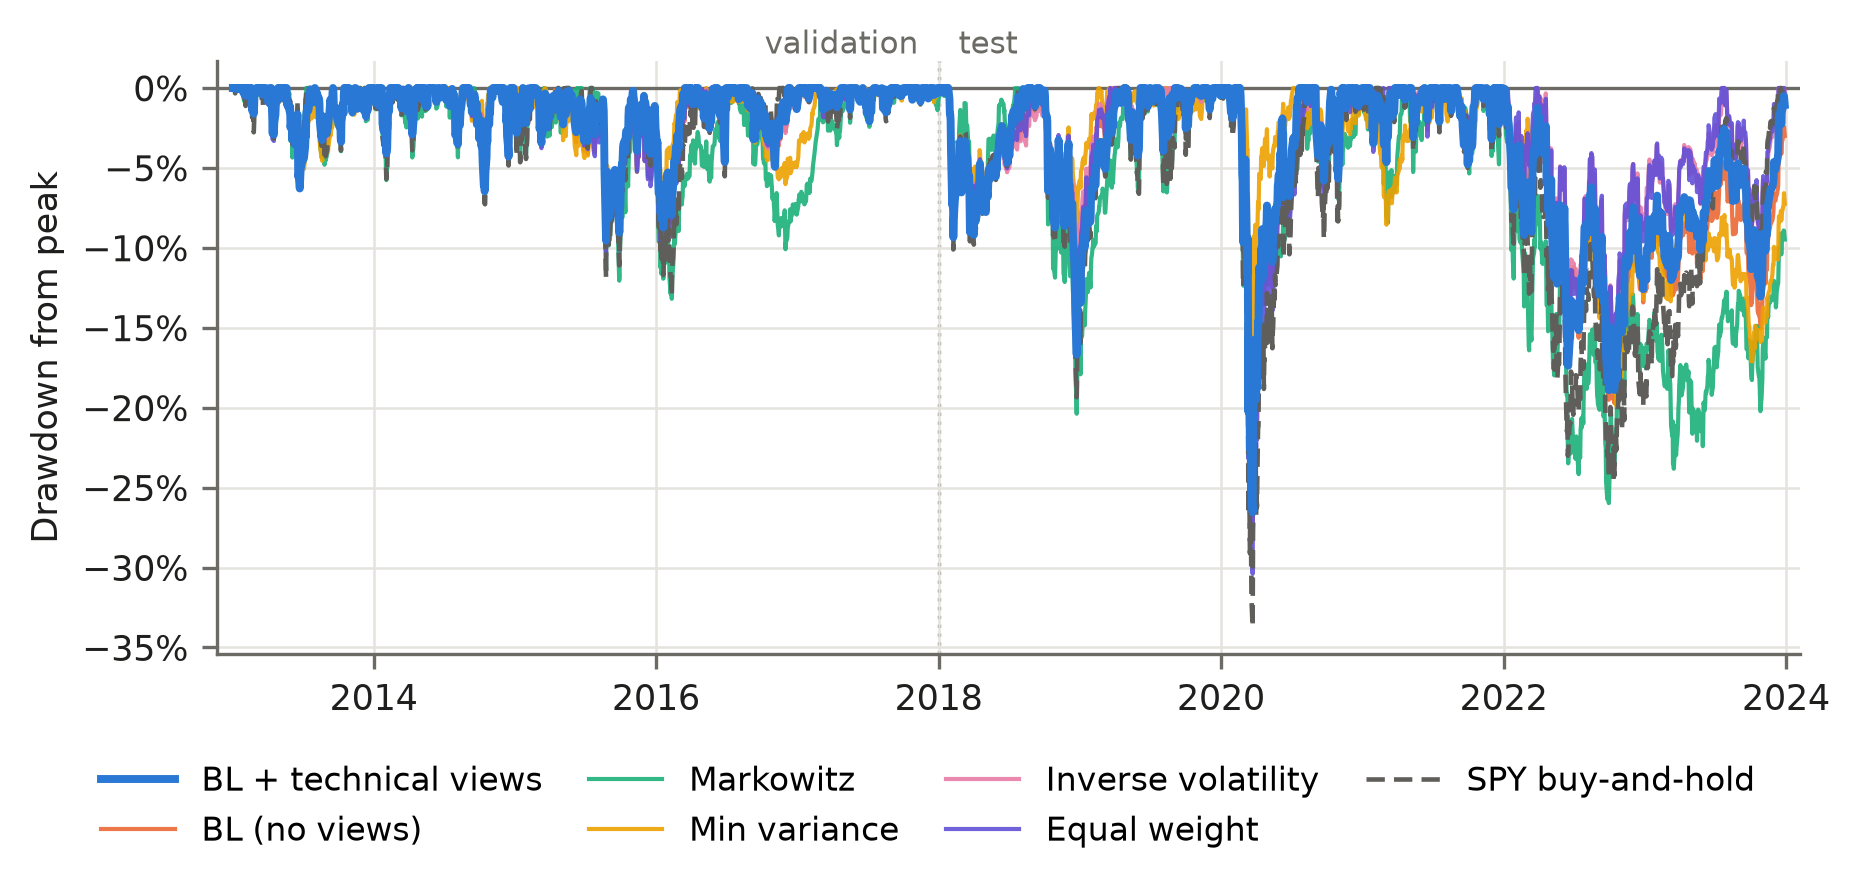 validation test
0%
−5%
−10%
−15%
−20%
−25%
−30%
−35%
Drawdown from peak
2014 2016 2018 2020 2022 2024
BL + technical views Markowitz Inverse volatility SPY buy-and-hold
BL (no views) Min variance Equal weight